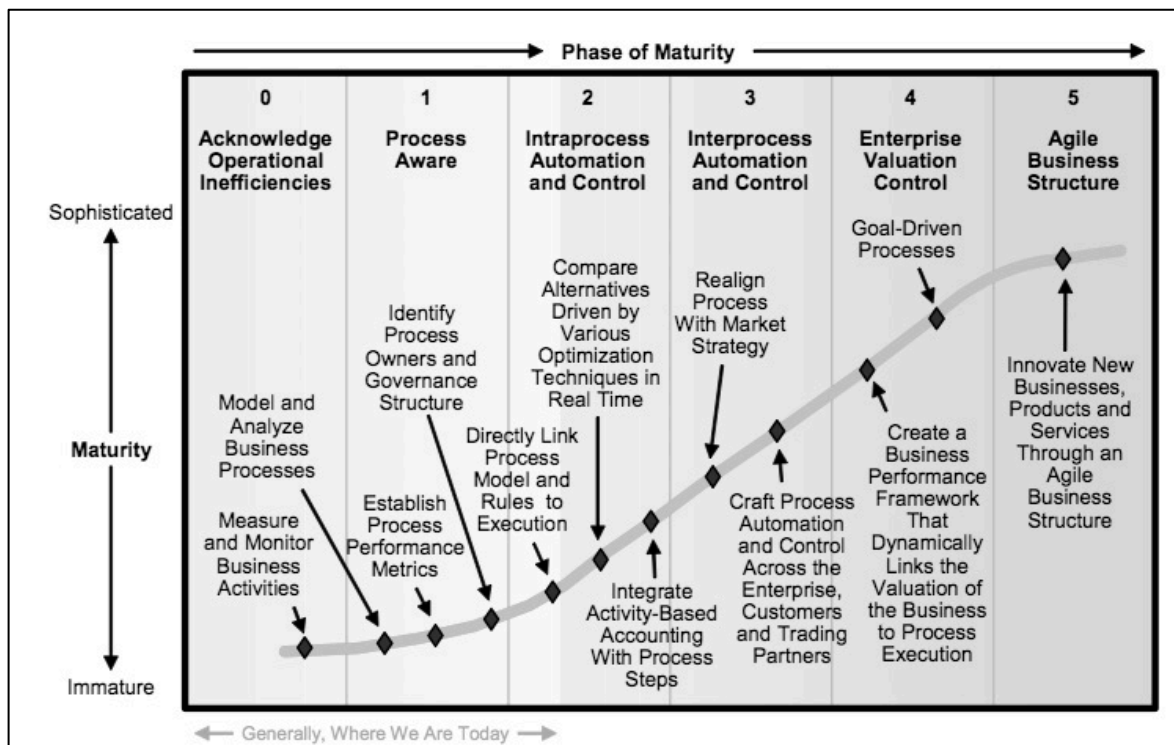 Phase of Maturity
0
Acknowledge
Operational
Inefficiencies
1
Process
Aware
2
Intraprocess
Automation
and Control
3
Interprocess
Automation
and Control
4
Enterprise
Valuation
Control
5
Agile
Business
Structure
Sophisticated
Maturity
Immature
Measure
and Monitor
Business
Activities
Model and
Analyze
Business
Processes
Establish
Process
Performance
Metrics
Identify
Process
Owners and
Governance
Structure
Directly Link
Process
Model and
Rules to
Execution
Compare
Alternatives
Driven by
Various
Optimization
Techniques in
Real Time
Integrate
Activity-Based
Accounting
With Process
Steps
Realign
Process
With Market
Strategy
Craft Process
Automation
and Control
Across the
Enterprise,
Customers
and Trading
Partners
Create a
Business
Performance
Framework
That
Dynamically
Links the
Valuation of
the Business
to Process
Execution
Goal-Driven
Processes
Innovate New
Businesses,
Products and
Services
Through an
Agile
Business
Structure
Generally, Where We Are Today